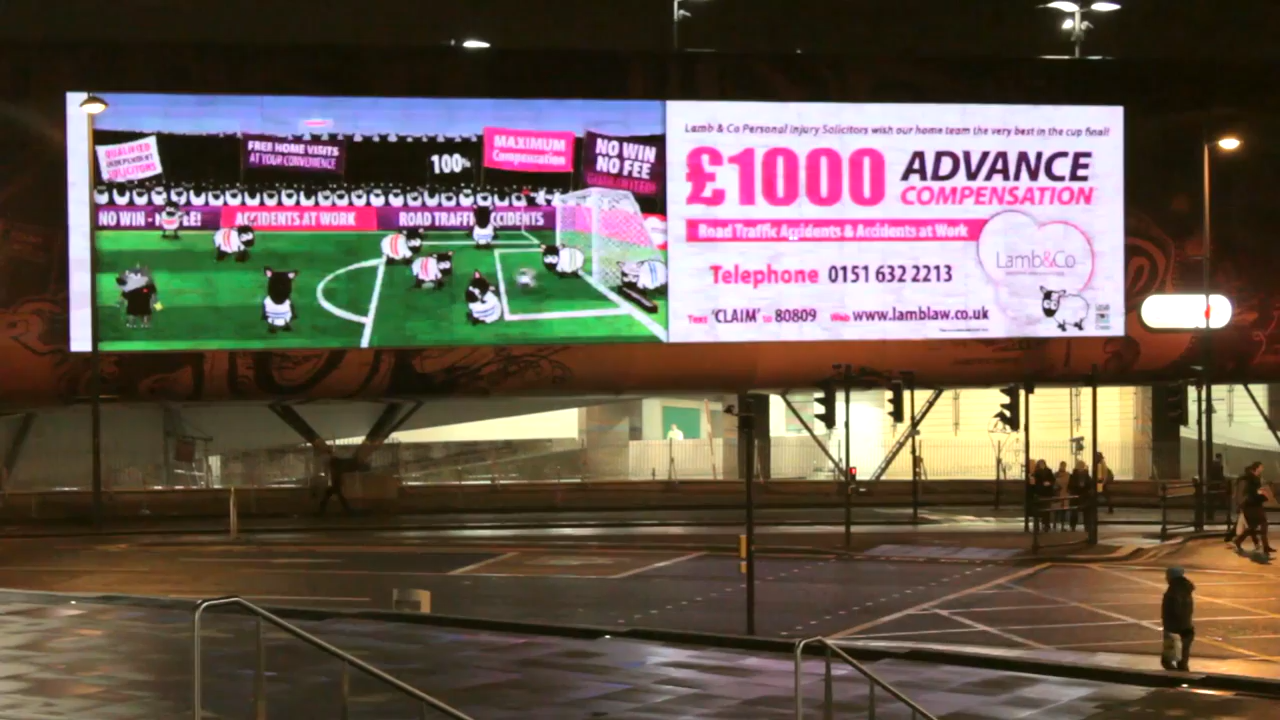 QUALIFIED
INDEPENDENT
SOLICITORS
FREE HOME VISITS
AT YOUR CONVENIENCE
100%
MAXIMUM
Compensation
NO WIN
NO FEE
GUARANTEED!
NO WIN -
ACCIDENTS AT WORK
ROAD TRAFFIC ACCIDENTS
Lamb & Co Personal Injury Solicitors wish our home team the very best in the cup final!
£1000 ADVANCE
COMPENSATION
Road Traffic Accidents & Accidents at Work
Lamb&Co
Telephone 0151 632 2213
Text 'CLAIM' to 80809 Web www.lamblaw.co.uk